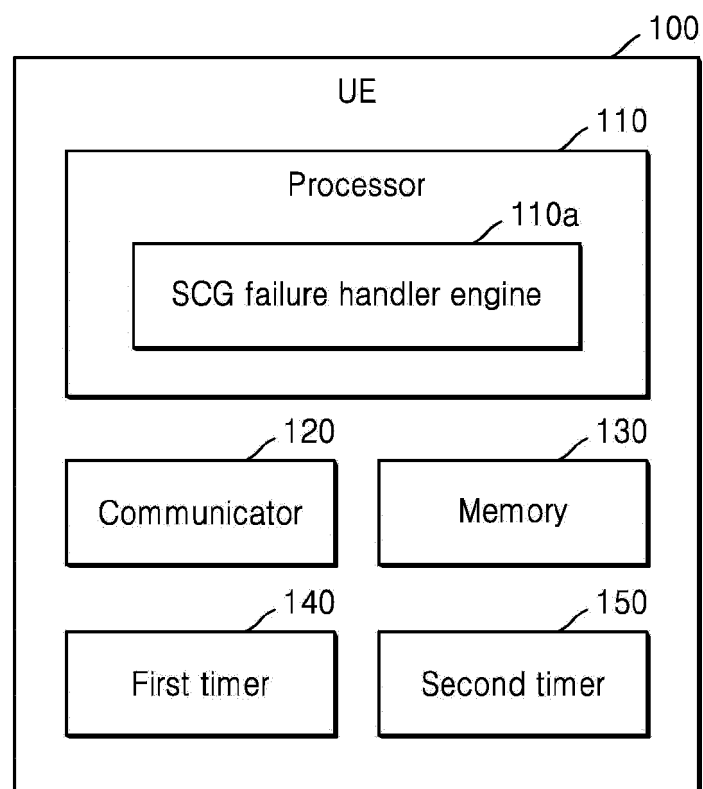 100
UE
110
Processor
110a
SCG failure handler engine
120
130
Communicator
Memory
140
150
First timer
Second timer